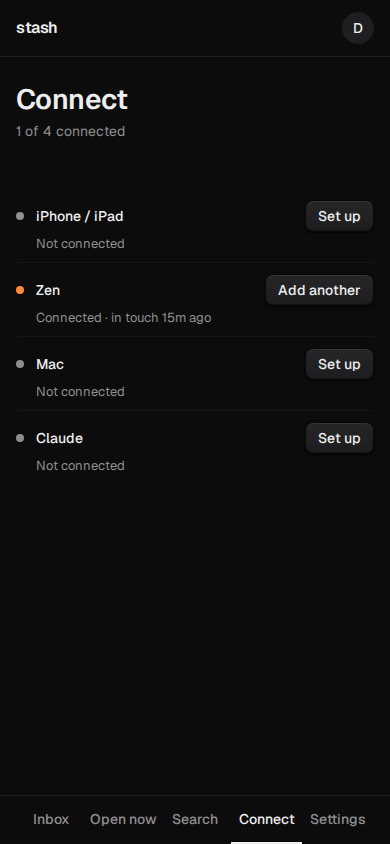 stash
D
Connect
1 of 4 connected
iPhone / iPad
Set up
Not connected
Zen
Add another
Connected · in touch 15m ago
Mac
Set up
Not connected
Claude
Set up
Not connected
Inbox Open now Search Connect Settings